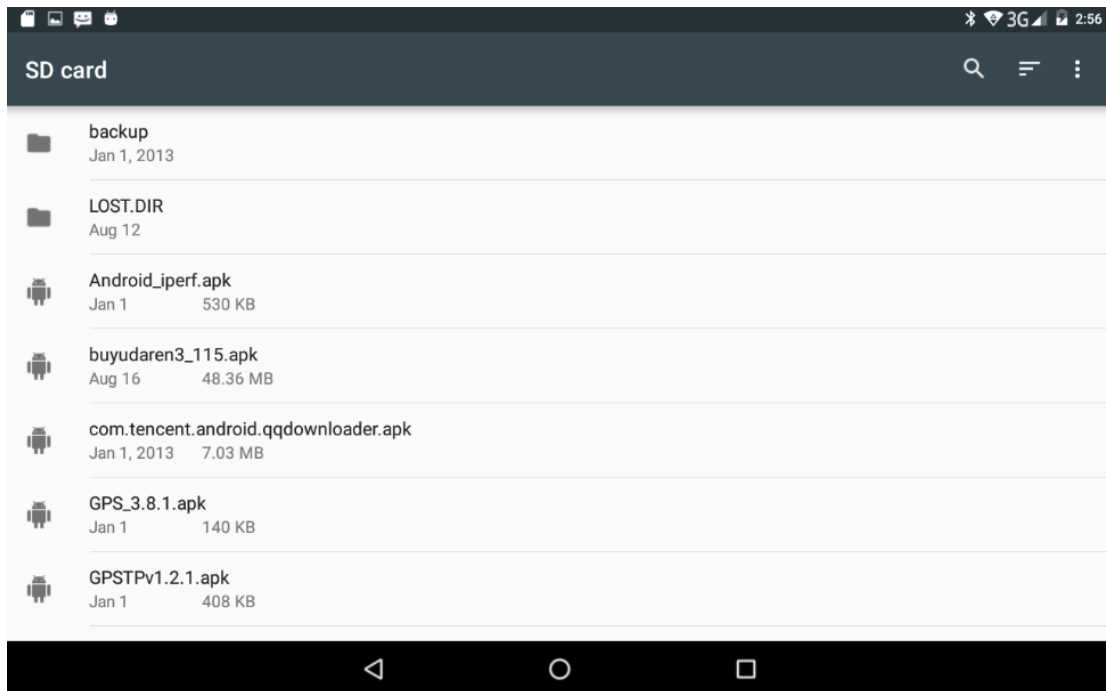 3G 2:56
SD card
backup
Jan 1, 2013
LOST.DIR
Aug 12
Android_iperf.apk
Jan 1 530 KB
buyudaren3_115.apk
Aug 16 48.36 MB
com.tencent.android.qqdownloader.apk
Jan 1, 2013 7.03 MB
GPS_3.8.1.apk
Jan 1 140 KB
GPSTPv1.2.1.apk
Jan 1 408 KB